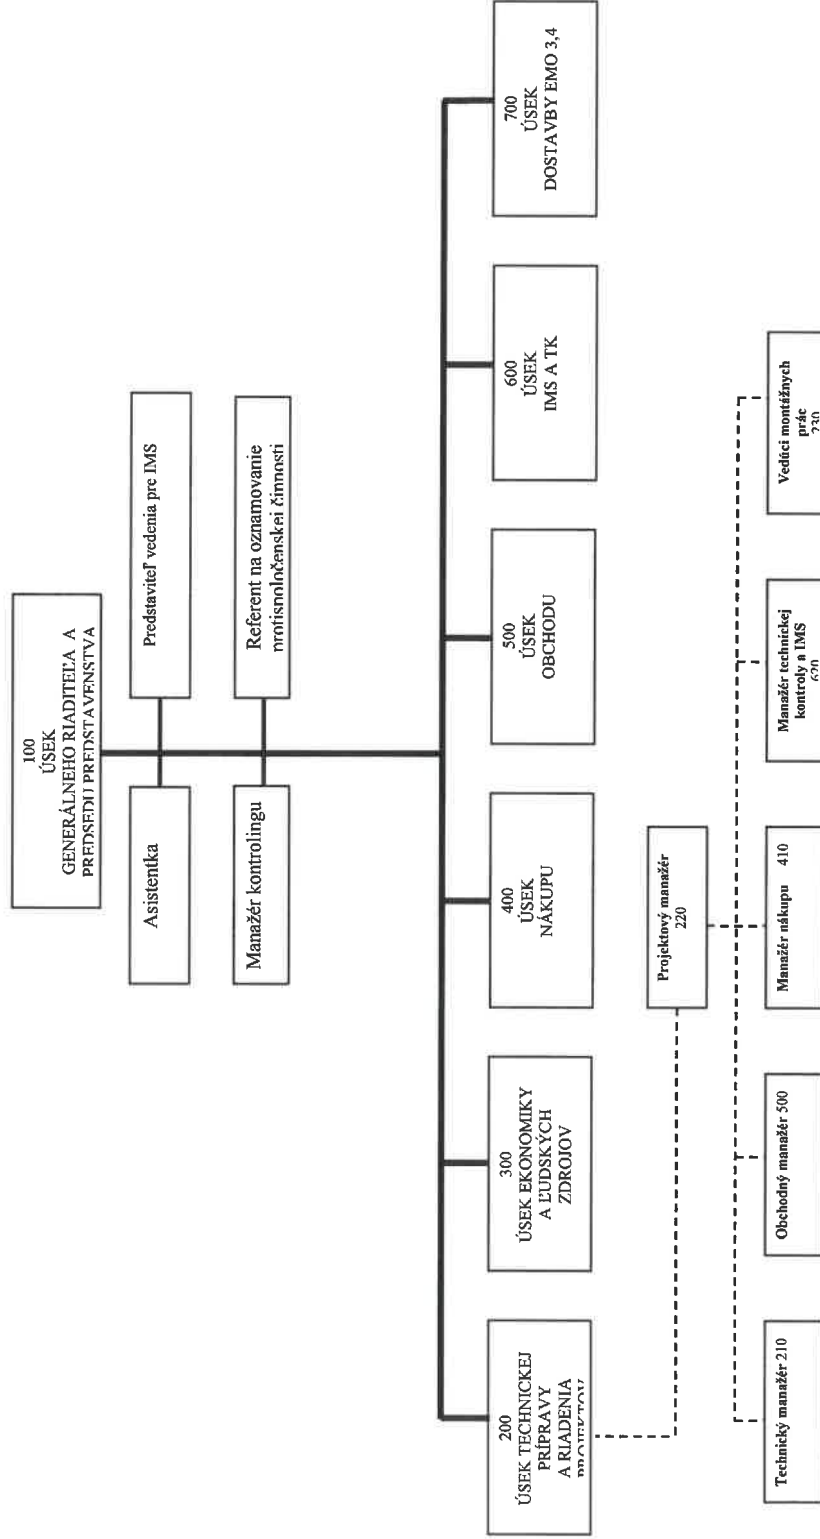 100
ÚSEK
GENERÁLNEHO RIADITEĽA A
PREDSEDU PREDSTAVENSTVA
Asistentka
Predstaviteľ vedenia pre IMS
Manažér kontrolingu
Referent na oznamovanie
protispoločenskej činnosti
200
ÚSEK TECHNICKEJ
PRÍPRAVY
A RIADENIA
PROJEKTOV
300
ÚSEK EKONOMIKY
A ĽUDSKÝCH
ZDROJOV
400
ÚSEK
NÁKUPU
500
ÚSEK
OBCHODU
600
ÚSEK
IMS A TK
700
ÚSEK
DOSTAVBY EMO 3,4
Projektový manažér
220
Technický manažér 210
Obchodný manažér 500
Manažér nákupu 410
Manažér technickej
kontroly a IMS
620
Vedúci montážnych
prác
230